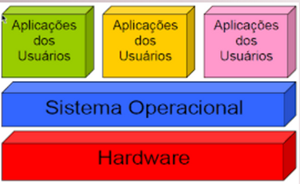 Aplicações
dos
Usuários
Aplicações
dos
Usuários
Aplicações
dos
Usuários
Sistema Operacional
Hardware